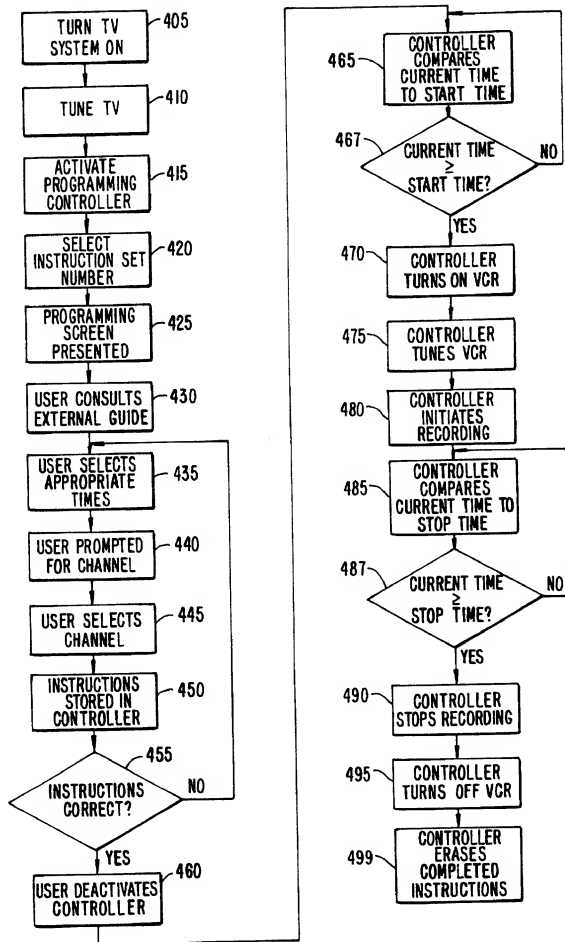 TURN TV
SYSTEM ON
405
TUNE TV
410
ACTIVATE
PROGRAMMING
CONTROLLER
415
SELECT
INSTRUCTION SET
NUMBER
420
PROGRAMMING
SCREEN
PRESENTED
425
USER CONSULTS
EXTERNAL GUIDE
430
USER SELECTS
APPROPRIATE
TIMES
435
USER PROMPTED
FOR CHANNEL
440
USER SELECTS
CHANNEL
445
INSTRUCTIONS
STORED IN
CONTROLLER
450
INSTRUCTIONS
CORRECT?
455
NO
YES
USER DEACTIVATES
CONTROLLER
460
465
CONTROLLER
COMPARES
CURRENT TIME
TO START TIME
467
CURRENT TIME
≥
START TIME?
NO
YES
470
CONTROLLER
TURNS ON VCR
475
CONTROLLER
TUNES VCR
480
CONTROLLER
INITIATES
RECORDING
485
CONTROLLER
COMPARES
CURRENT TIME TO
STOP TIME
487
CURRENT TIME
≥
STOP TIME?
NO
YES
490
CONTROLLER
STOPS RECORDING
495
CONTROLLER
TURNS OFF VCR
499
CONTROLLER
ERASES
COMPLETED
INSTRUCTIONS